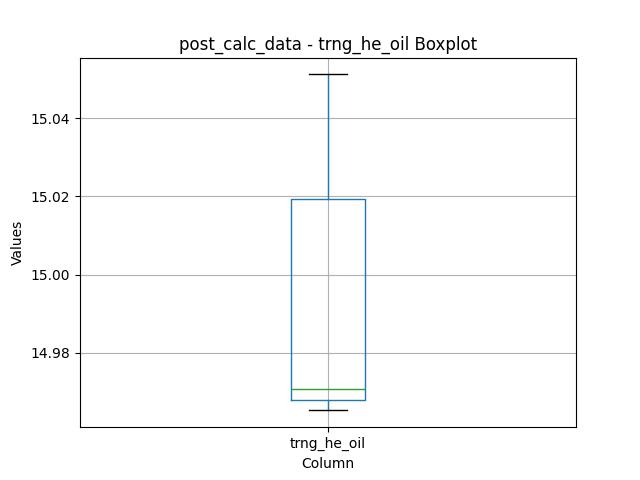 post_calc_data - trng_he_oil Boxplot
15.04
15.02
15.00
14.98
Values
trng_he_oil
Column